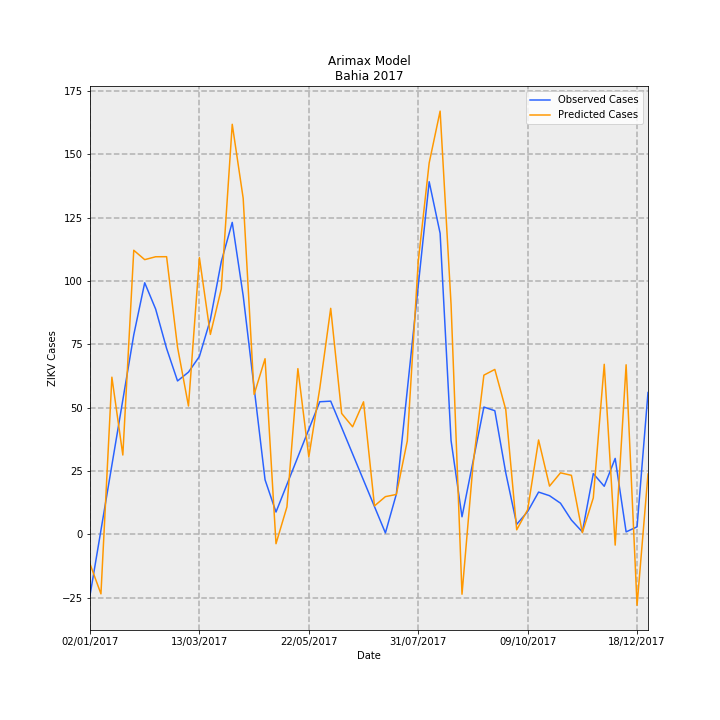 Arimax Model
Bahia 2017
Observed Cases
Predicted Cases
ZIKV Cases
175
150
125
100
75
50
25
0
−25
02/01/2017 13/03/2017 22/05/2017 31/07/2017 09/10/2017 18/12/2017
Date